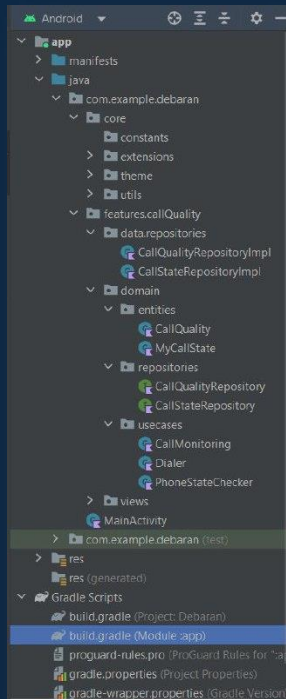 Android
app
manifests
java
com.example.debaran
core
constants
extensions
theme
utils
features.callQuality
data.repositories
CallQualityRepositoryImpl
CallStateRepositoryImpl
domain
entities
CallQuality
MyCallState
repositories
CallQualityRepository
CallStateRepository
usecases
CallMonitoring
Dialer
PhoneStateChecker
views
MainActivity
com.example.debaran (test)
res
res (generated)
Gradle Scripts
build.gradle (Project: Debaran)
build.gradle (Module :app)
proguard-rules.pro (ProGuard Rules for ":ap
gradle.properties (Project Properties)
gradle-wrapper.properties (Gradle Version